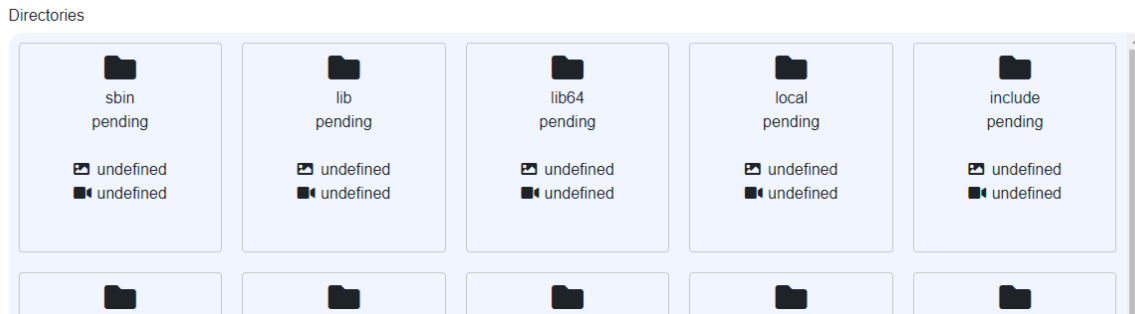 Directories
sbin
pending
undefined
undefined
lib
pending
undefined
undefined
lib64
pending
undefined
undefined
local
pending
undefined
undefined
include
pending
undefined
undefined